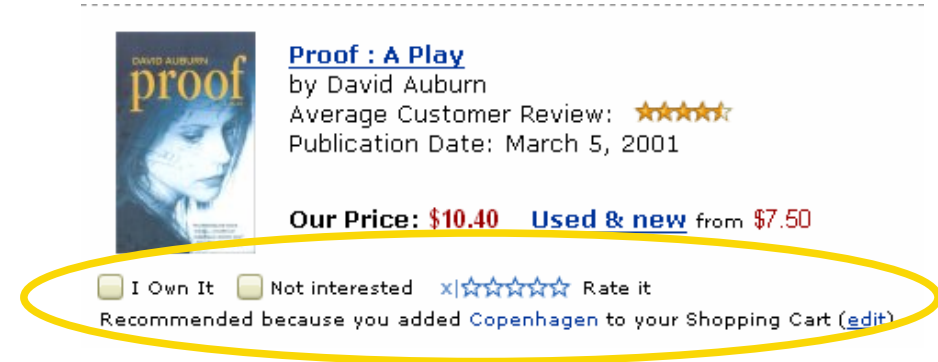 DAVID AUBURN
proof
Proof : A Play
by David Auburn
Average Customer Review:
Publication Date: March 5, 2001
Our Price: $10.40 Used & new from $7.50
I Own It Not interested x| Rate it
Recommended because you added Copenhagen to your Shopping Cart (edit)